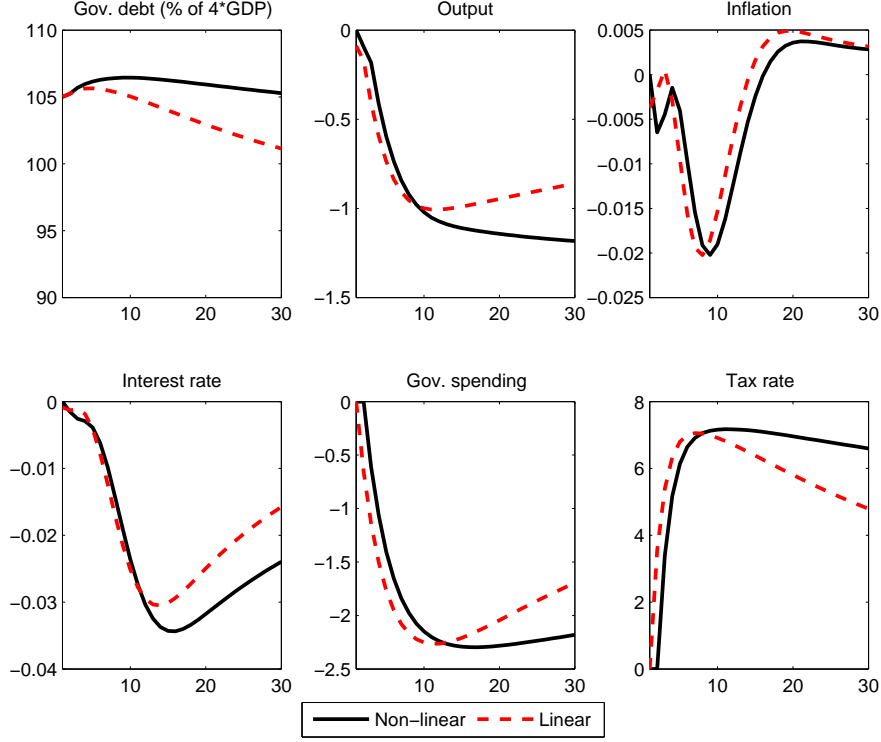 Gov. debt (% of 4*GDP)
110
105
100
95
90
10 20 30
Output
0
−0.5
−1
−1.5
10 20 30
Inflation
0.005
0
−0.005
−0.01
−0.015
−0.02
−0.025
10 20 30
Interest rate
0
−0.01
−0.02
−0.03
−0.04
10 20 30
Gov. spending
0
−0.5
−1
−1.5
−2
−2.5
10 20 30
Tax rate
8
6
4
2
0
10 20 30
Non−linear Linear